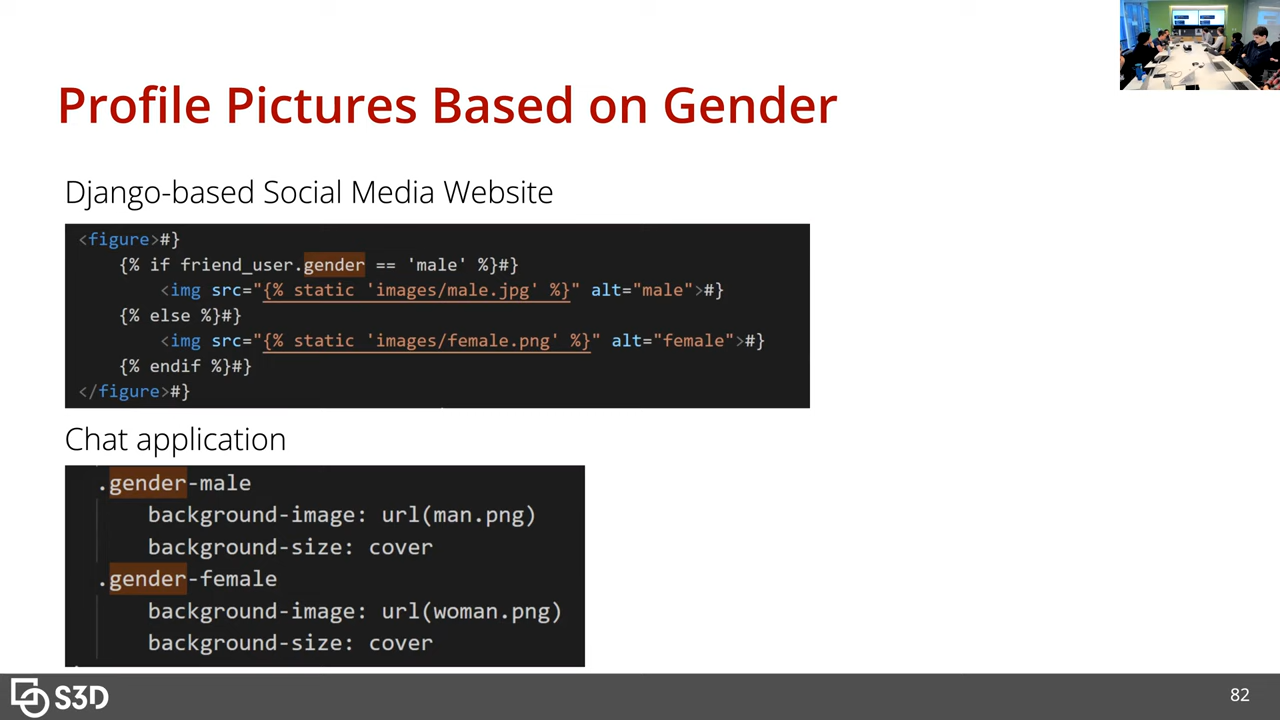 Profile Pictures Based on Gender
Django-based Social Media Website
<figure>#}
{% if friend_user.gender == 'male' %}#}
<img src="{% static 'images/male.jpg' %}" alt="male">#}
{% else %}#}
<img src="{% static 'images/female.png' %}" alt="female">#}
{% endif %}#}
</figure>#}
Chat application
.gender-male
background-image: url(man.png)
background-size: cover
.gender-female
background-image: url(woman.png)
background-size: cover
S3D
82